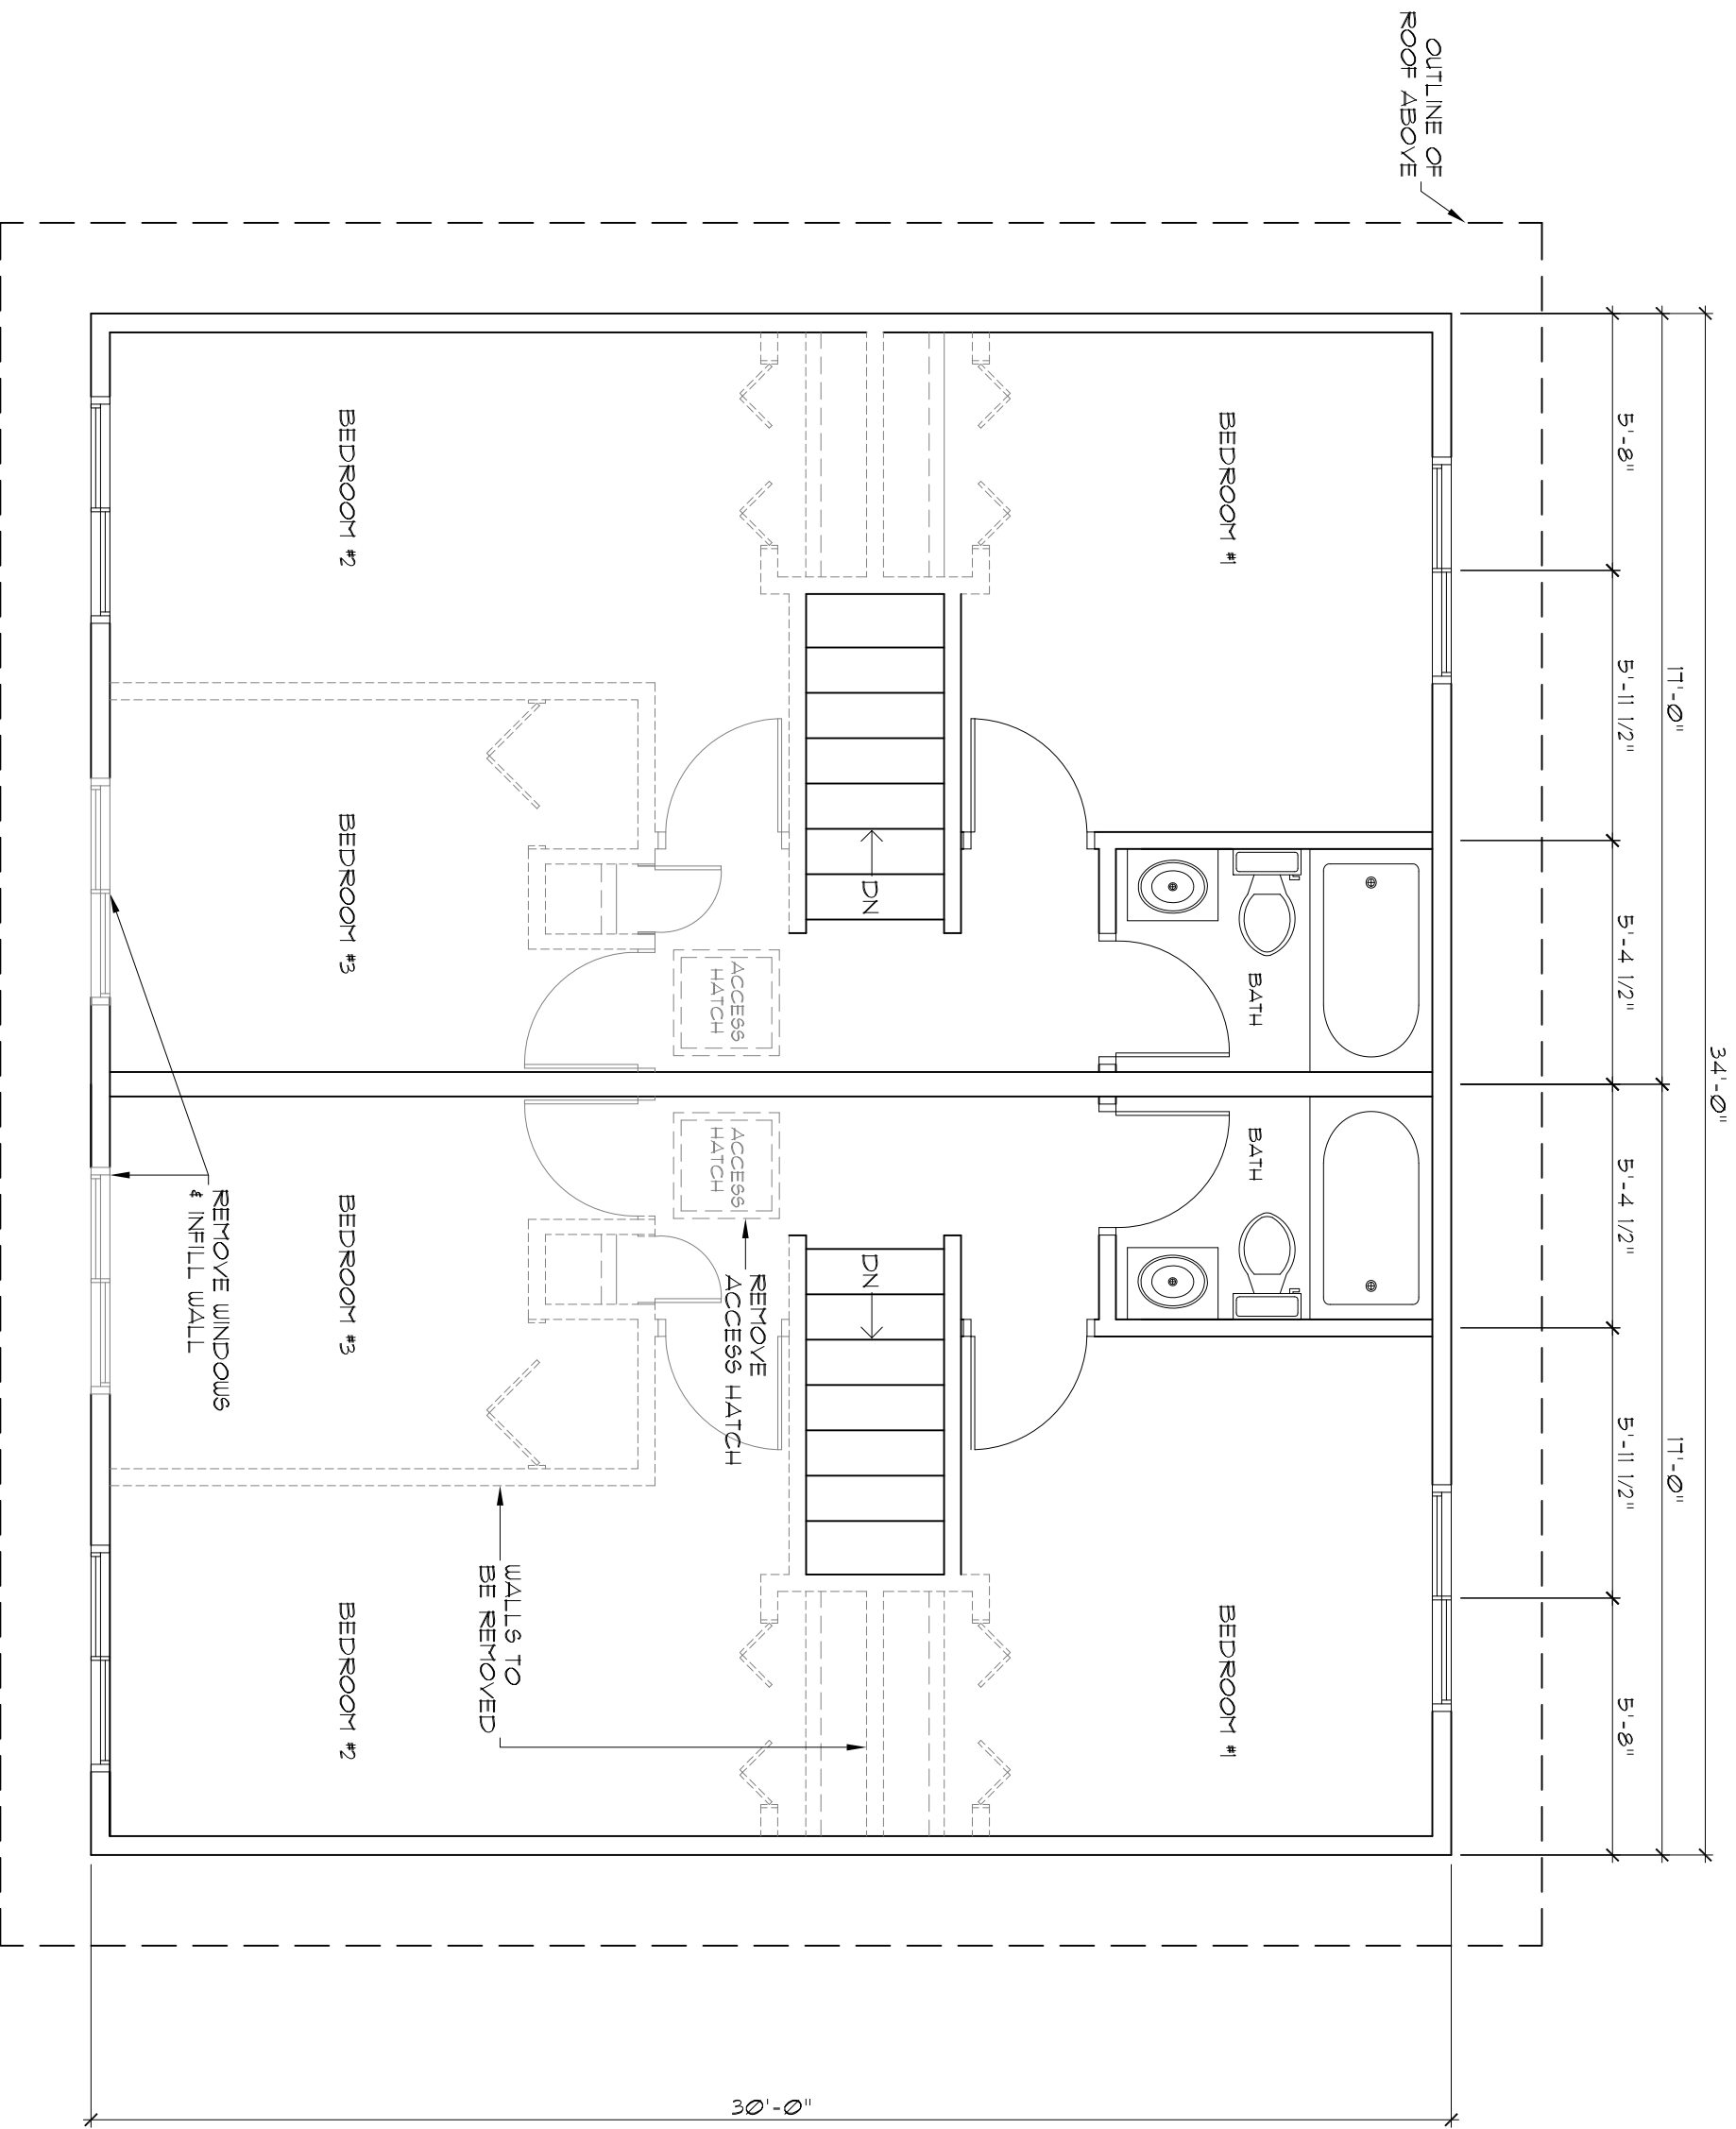 34'-0"
17'-0"
17'-0"
5'-8"
5'-11 1/2"
5'-4 1/2"
5'-4 1/2"
5'-11 1/2"
5'-8"
OUTLINE OF
ROOF ABOVE
BEDROOM #1
BATH
BATH
BEDROOM #1
DN
DN
ACCESS
HATCH
ACCESS
HATCH
REMOVE
ACCESS HATCH
WALLS TO
BE REMOVED
BEDROOM #2
BEDROOM #3
BEDROOM #3
BEDROOM #2
REMOVE WINDOWS
& INFILL WALL
30'-0"